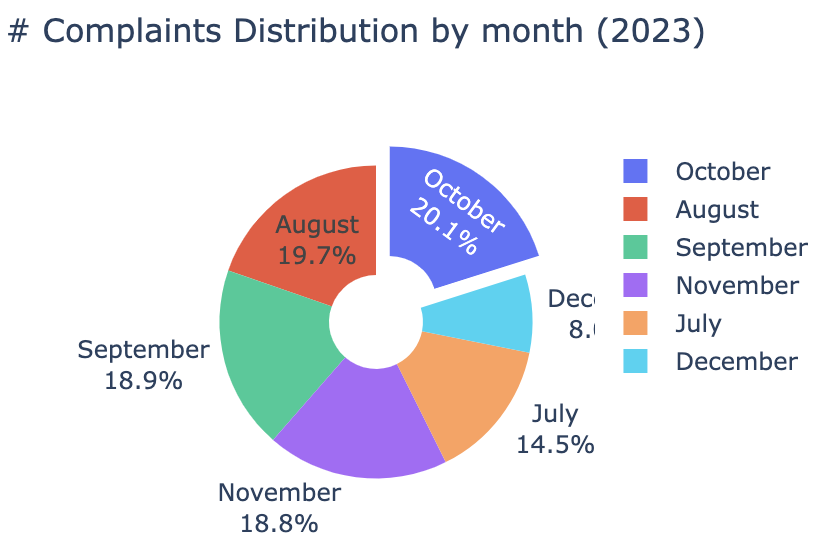 # Complaints Distribution by month (2023)
October
20.1%
August
19.7%
September
18.9%
November
18.8%
July
14.5%
October
August
September
November
July
December